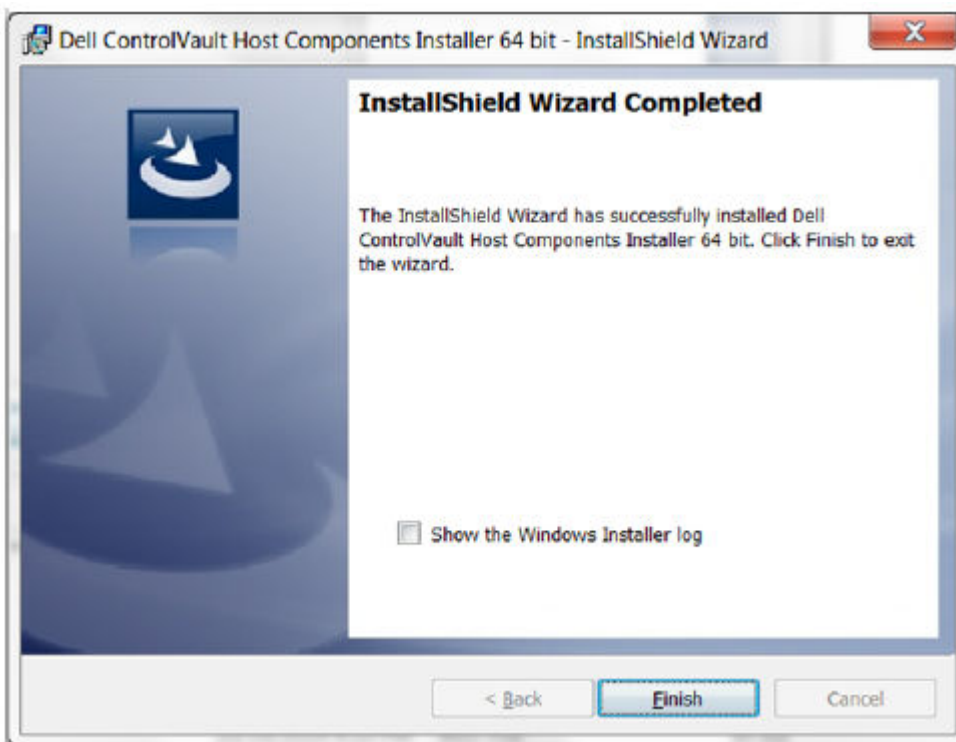 Dell ControlVault Host Components Installer 64 bit - InstallShield Wizard
InstallShield Wizard Completed
The InstallShield Wizard has successfully installed Dell
ControlVault Host Components Installer 64 bit. Click Finish to exit
the wizard.
Show the Windows Installer log
< Back
Finish
Cancel